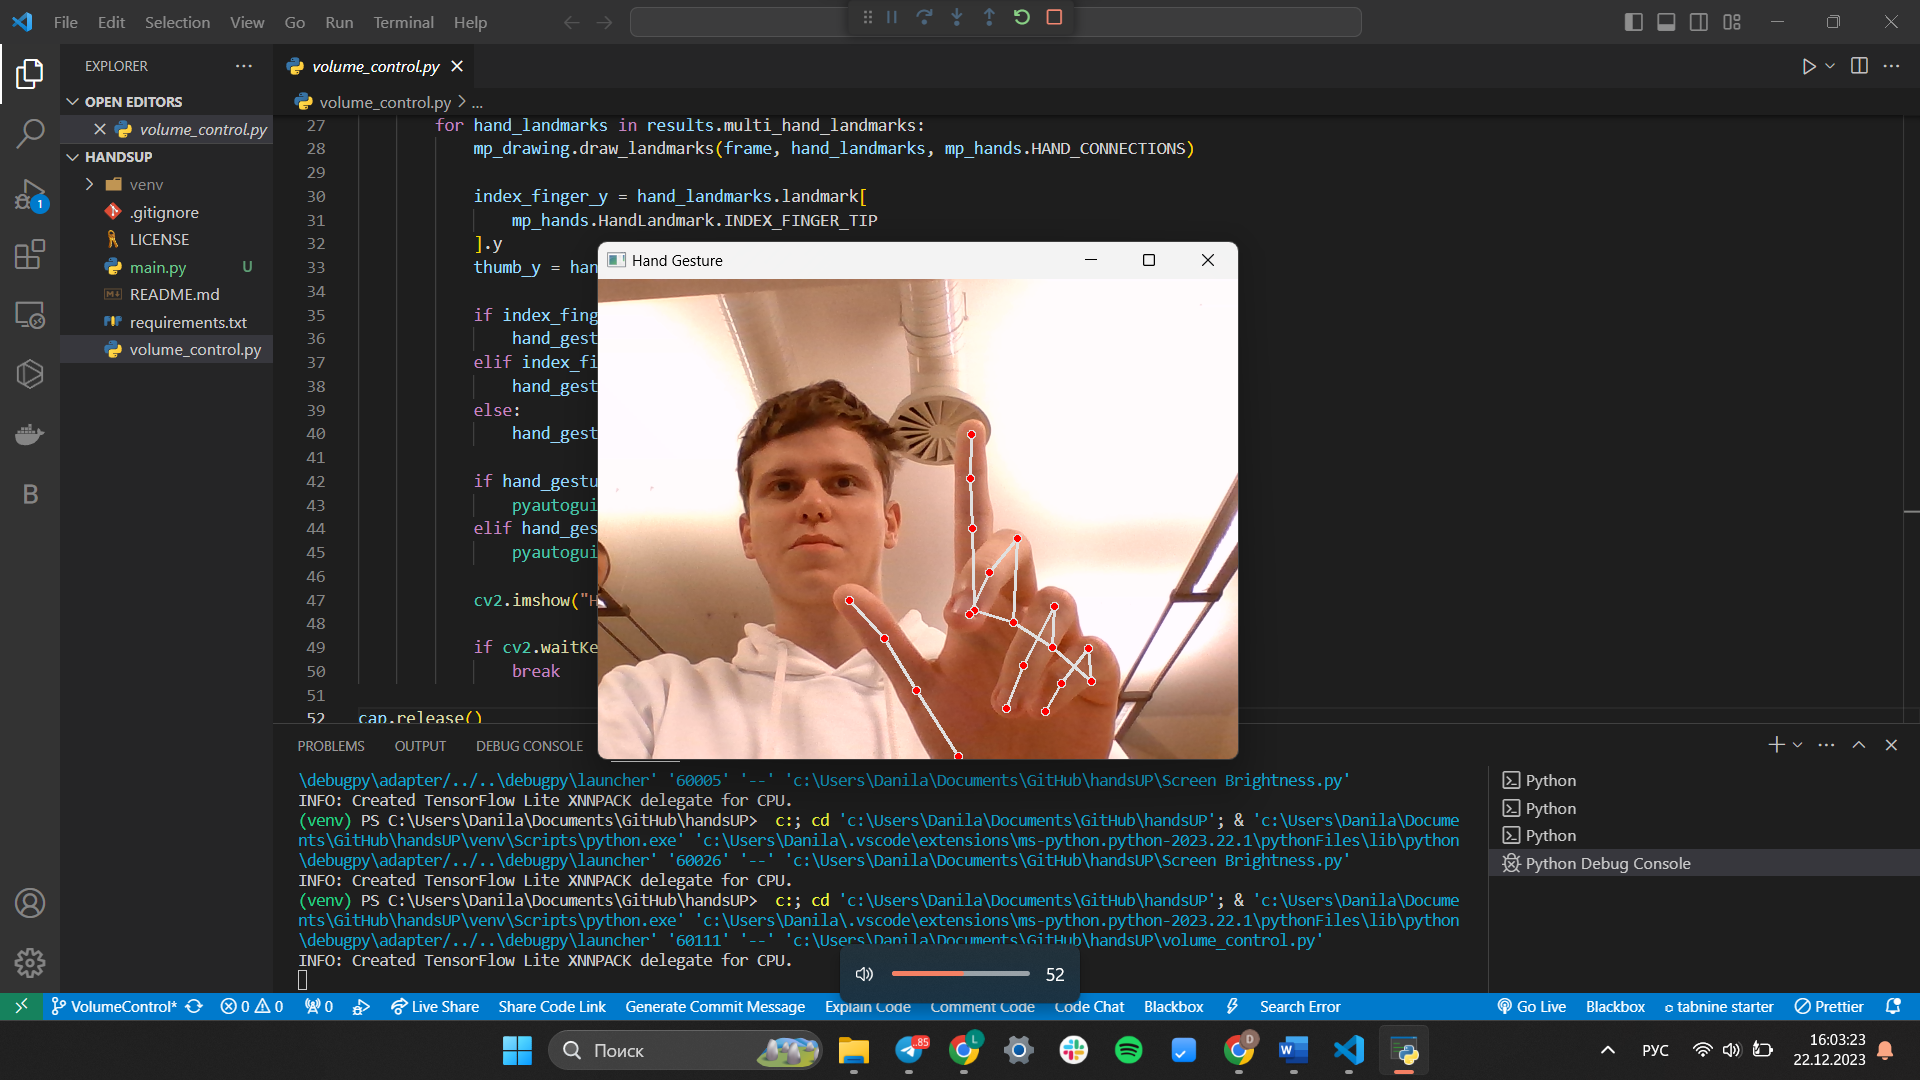 File Edit Selection View Go Run Terminal Help
EXPLORER
OPEN EDITORS
volume_control.py
HANDSUP
venv
.gitignore
LICENSE
main.py U
README.md
requirements.txt
volume_control.py
1
B
volume_control.py
volume_control.py > ...
27 for hand_landmarks in results.multi_hand_landmarks:
28 mp_drawing.draw_landmarks(frame, hand_landmarks, mp_hands.HAND_CONNECTIONS)
29
30 index_finger_y = hand_landmarks.landmark[
31 mp_hands.HandLandmark.INDEX_FINGER_TIP
32 ].y
33 thumb_y = han
34
35 if index_fing
36 hand_gest
37 elif index_fi
38 hand_gest
39 else:
40 hand_gest
41
42 if hand_gestu
43 pyautogui
44 elif hand_ges
45 pyautogui
46
47 cv2.imshow("H
48
49 if cv2.waitKe
50 break
51
52 cap.release()
Hand Gesture
PROBLEMS OUTPUT DEBUG CONSOLE
\debugpy\adapter/../..\debugpy\launcher' '60005' '--' 'c:\Users\Danila\Documents\GitHub\handsUP\Screen Brightness.py'
INFO: Created TensorFlow Lite XNNPACK delegate for CPU.
(venv) PS C:\Users\Danila\Documents\GitHub\handsUP> c:; cd 'c:\Users\Danila\Documents\GitHub\handsUP'; & 'c:\Users\Danila\Docume
nts\GitHub\handsUP\venv\Scripts\python.exe' 'c:\Users\Danila\.vscode\extensions\ms-python.python-2023.22.1\pythonFiles\lib\python
\debugpy\adapter/../..\debugpy\launcher' '60026' '--' 'c:\Users\Danila\Documents\GitHub\handsUP\Screen Brightness.py'
INFO: Created TensorFlow Lite XNNPACK delegate for CPU.
(venv) PS C:\Users\Danila\Documents\GitHub\handsUP> c:; cd 'c:\Users\Danila\Documents\GitHub\handsUP'; & 'c:\Users\Danila\Docume
nts\GitHub\handsUP\venv\Scripts\python.exe' 'c:\Users\Danila\.vscode\extensions\ms-python.python-2023.22.1\pythonFiles\lib\python
\debugpy\adapter/../..\debugpy\launcher' '60111' '--' 'c:\Users\Danila\Documents\GitHub\handsUP\volume_control.py'
INFO: Created TensorFlow Lite XNNPACK delegate for CPU.
Python
Python
Python
Python Debug Console
52
VolumeControl* 0 0 0 Live Share Share Code Link Generate Commit Message Explain Code Comment Code Code Chat Blackbox Search Error Go Live Blackbox tabnine starter Prettier
Поиск ..85 L D W РУС 16:03:23
22.12.2023